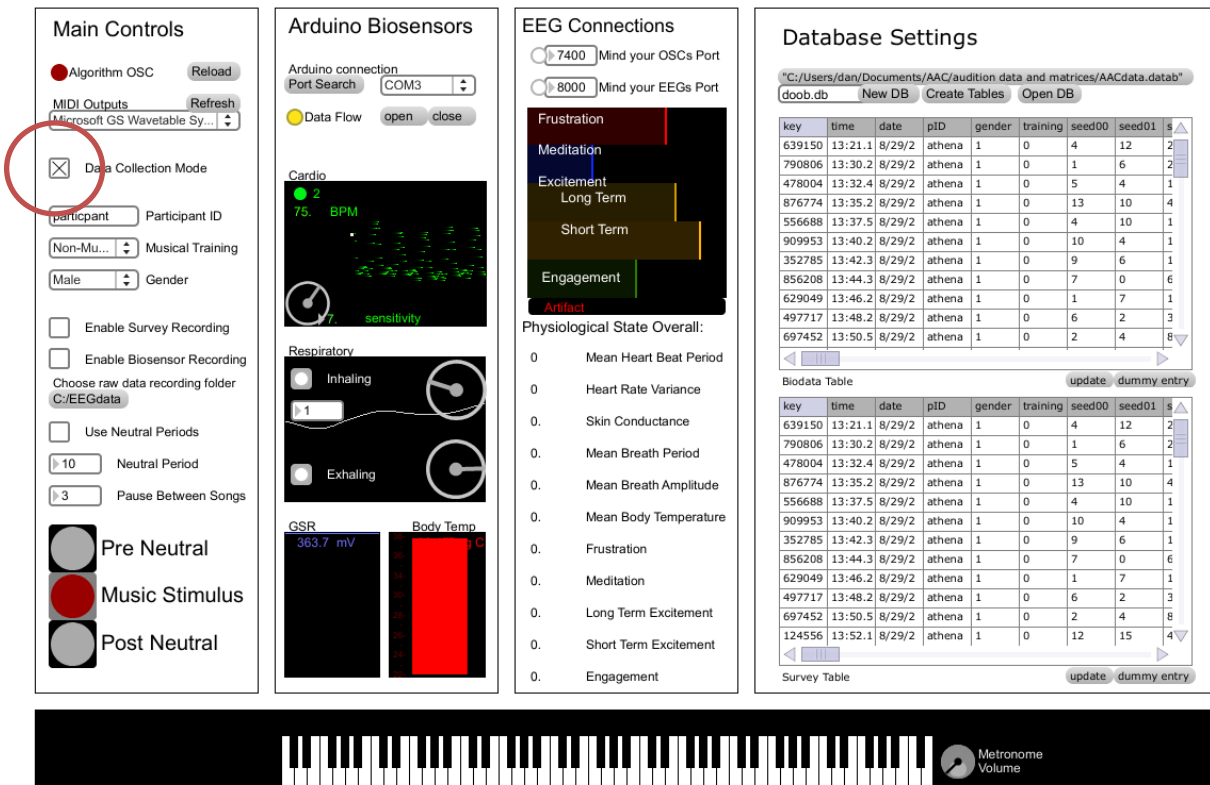 Main Controls
Algorithm OSC Reload
MIDI Outputs Refresh
Microsoft GS Wavetable Sy...
Data Collection Mode
particpant Participant ID
Non-Mu... Musical Training
Male Gender
Enable Survey Recording
Enable Biosensor Recording
Choose raw data recording folder
C:/EEGdata
Use Neutral Periods
10 Neutral Period
3 Pause Between Songs
Pre Neutral
Music Stimulus
Post Neutral
Arduino Biosensors
Arduino connection
Port Search COM3
Data Flow open close
Cardio
2
75. BPM
7. sensitivity
Respiratory
Inhaling
1
Exhaling
GSR Body Temp
363.7 mV g C
EEG Connections
7400 Mind your OSCs Port
8000 Mind your EEGs Port
Frustration
Meditation
Excitement
Long Term
Short Term
Engagement
Artifact
Physiological State Overall:
0 Mean Heart Beat Period
0 Heart Rate Variance
0. Skin Conductance
0. Mean Breath Period
0. Mean Breath Amplitude
0. Mean Body Temperature
0. Frustration
0. Meditation
0. Long Term Excitement
0. Short Term Excitement
0. Engagement
Database Settings
"C:/Users/dan/Documents/AAC/audition data and matrices/AACdata.datab"
doob.db New DB Create Tables Open DB
key time date pID gender training seed00 seed01 s
639150 13:21.1 8/29/2 athena 1 0 4 12 2
790806 13:30.2 8/29/2 athena 1 0 1 6 2
478004 13:32.4 8/29/2 athena 1 0 5 4 1
876774 13:35.2 8/29/2 athena 1 0 13 10 4
556688 13:37.5 8/29/2 athena 1 0 4 10 1
909953 13:40.2 8/29/2 athena 1 0 10 4 1
352785 13:42.3 8/29/2 athena 1 0 9 6 1
856208 13:44.3 8/29/2 athena 1 0 7 0 6
629049 13:46.2 8/29/2 athena 1 0 1 7 1
497717 13:48.2 8/29/2 athena 1 0 6 2 3
697452 13:50.5 8/29/2 athena 1 0 2 4 8
Biodata Table update dummy entry
key time date pID gender training seed00 seed01 s
639150 13:21.1 8/29/2 athena 1 0 4 12 2
790806 13:30.2 8/29/2 athena 1 0 1 6 2
478004 13:32.4 8/29/2 athena 1 0 5 4 1
876774 13:35.2 8/29/2 athena 1 0 13 10 4
556688 13:37.5 8/29/2 athena 1 0 4 10 1
909953 13:40.2 8/29/2 athena 1 0 10 4 1
352785 13:42.3 8/29/2 athena 1 0 9 6 1
856208 13:44.3 8/29/2 athena 1 0 7 0 6
629049 13:46.2 8/29/2 athena 1 0 1 7 1
497717 13:48.2 8/29/2 athena 1 0 6 2 3
697452 13:50.5 8/29/2 athena 1 0 2 4 8
124556 13:52.1 8/29/2 athena 1 0 12 15 4
Survey Table update dummy entry
Metronome
Volume